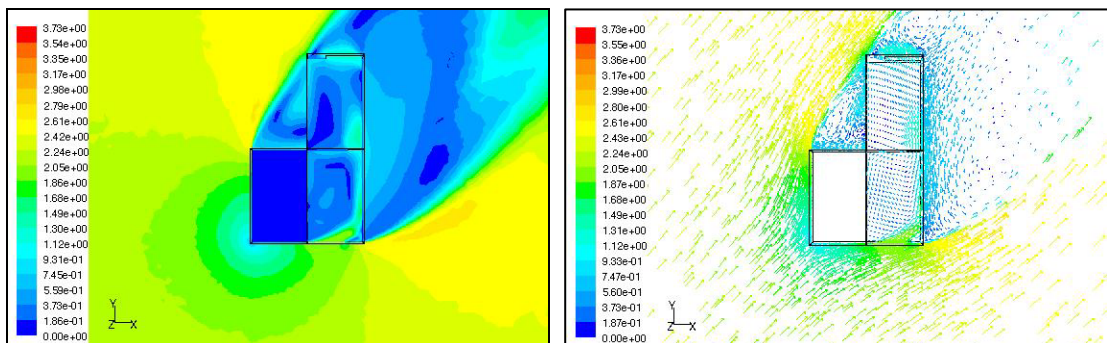 3.73e+00
3.54e+00
3.35e+00
3.17e+00
2.98e+00
2.79e+00
2.61e+00
2.42e+00
2.24e+00
2.05e+00
1.86e+00
1.68e+00
1.49e+00
1.30e+00
1.12e+00
9.31e-01
7.45e-01
5.59e-01
3.73e-01
1.86e-01
0.00e+00
Y
Z X
3.73e+00
3.55e+00
3.36e+00
3.17e+00
2.99e+00
2.80e+00
2.61e+00
2.43e+00
2.24e+00
2.05e+00
1.87e+00
1.68e+00
1.49e+00
1.31e+00
1.12e+00
9.33e-01
7.47e-01
5.60e-01
3.74e-01
1.87e-01
0.00e+00
Y
Z X